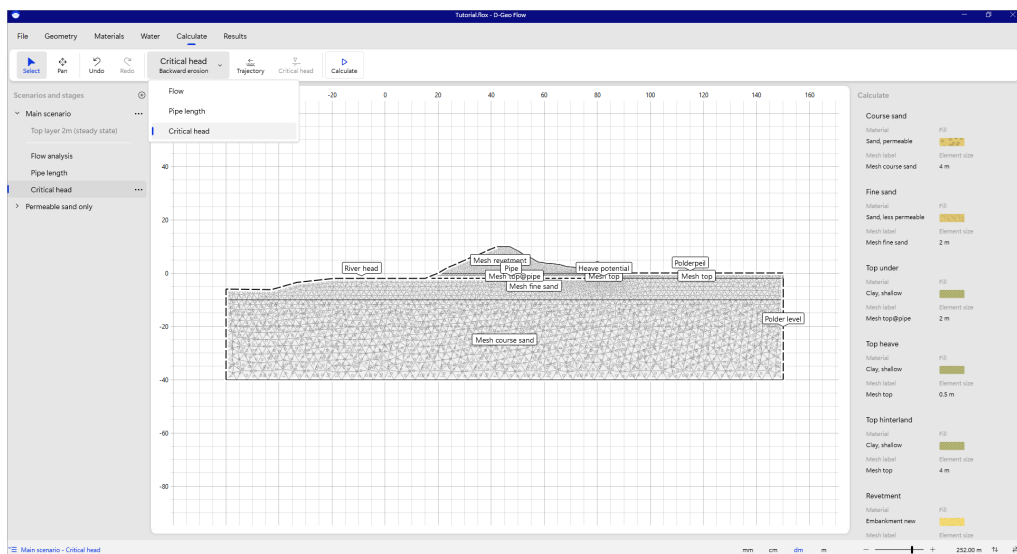 Tutorial.flox - D-Geo Flow
File Geometry Materials Water Calculate Results
Select Pan Undo Redo Critical head Backward erosion Trajectory Critical head Calculate
Scenarios and stages
Main scenario
Top layer 2m (steady state)
Flow analysis
Pipe length
Critical head
Permeable sand only
Flow
Pipe length
Critical head
-20 0 20 40 60 80 100 120 140 160
40
20
0
-20
-40
-60
-80
Mesh revetment
Pipe
River head
Heave potential
Polderpeil
Mesh top@pipe
Mesh top
Mesh top
Mesh fine sand
Polder level
Mesh course sand
Calculate
Course sand
Material Fill
Sand, permeable
Mesh label Element size
Mesh course sand 4 m
Fine sand
Material Fill
Sand, less permeable
Mesh label Element size
Mesh fine sand 2 m
Top under
Material Fill
Clay, shallow
Mesh label Element size
Mesh top@pipe 2 m
Top heave
Material Fill
Clay, shallow
Mesh label Element size
Mesh top 0.5 m
Top hinterland
Material Fill
Clay, shallow
Mesh label Element size
Mesh top 4 m
Revetment
Material Fill
Embankment new
Mesh label Element size
Main scenario - Critical head
mm cm dm m
252.00 m